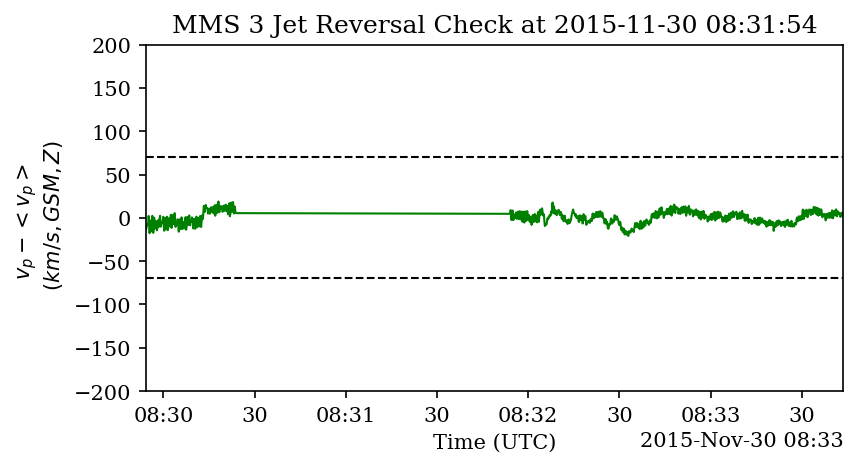 MMS 3 Jet Reversal Check at 2015-11-30 08:31:54
200
150
100
50
0
−50
−100
−150
−200
v_p − < v_p >
(km/s, GSM, Z)
08:30 30 08:31 30 08:32 30 08:33 30
Time (UTC)
2015-Nov-30 08:33